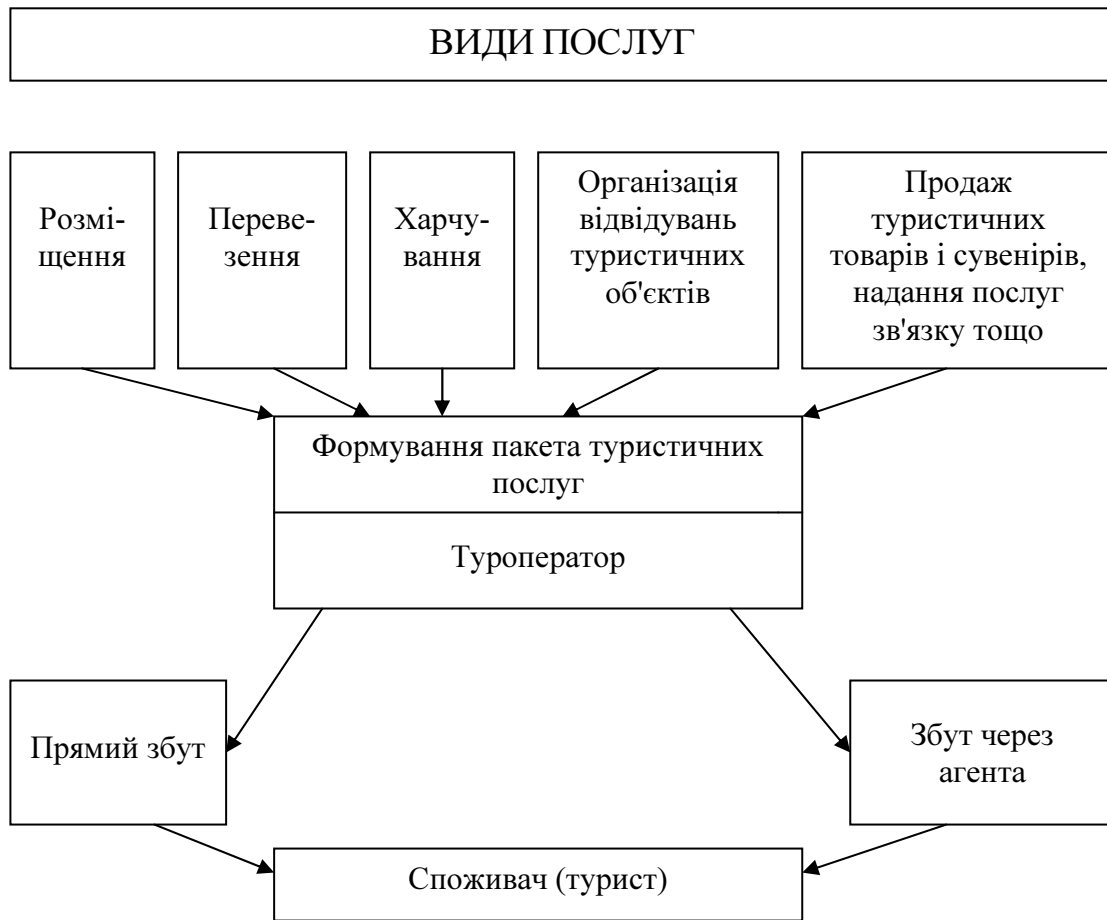 ВИДИ ПОСЛУГ
Розмі-
щення
Переве-
зення
Харчу-
вання
Організація
відвідувань
туристичних
об'єктів
Продаж
туристичних
товарів і сувенірів,
надання послуг
зв'язку тощо
Формування пакета туристичних
послуг
Туроператор
Прямий збут
Збут через
агента
Споживач (турист)